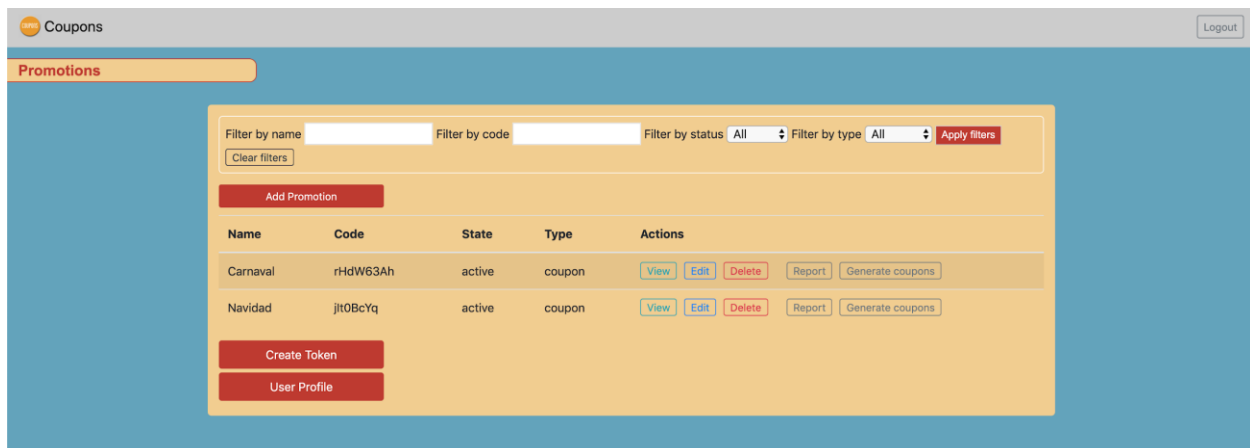 Coupons Logout
Promotions
Filter by name Filter by code Filter by status All Filter by type All Apply filters
Clear filters
Add Promotion
Name Code State Type Actions
Carnaval rHdW63Ah active coupon View Edit Delete Report Generate coupons
Navidad jIt0BcYq active coupon View Edit Delete Report Generate coupons
Create Token
User Profile